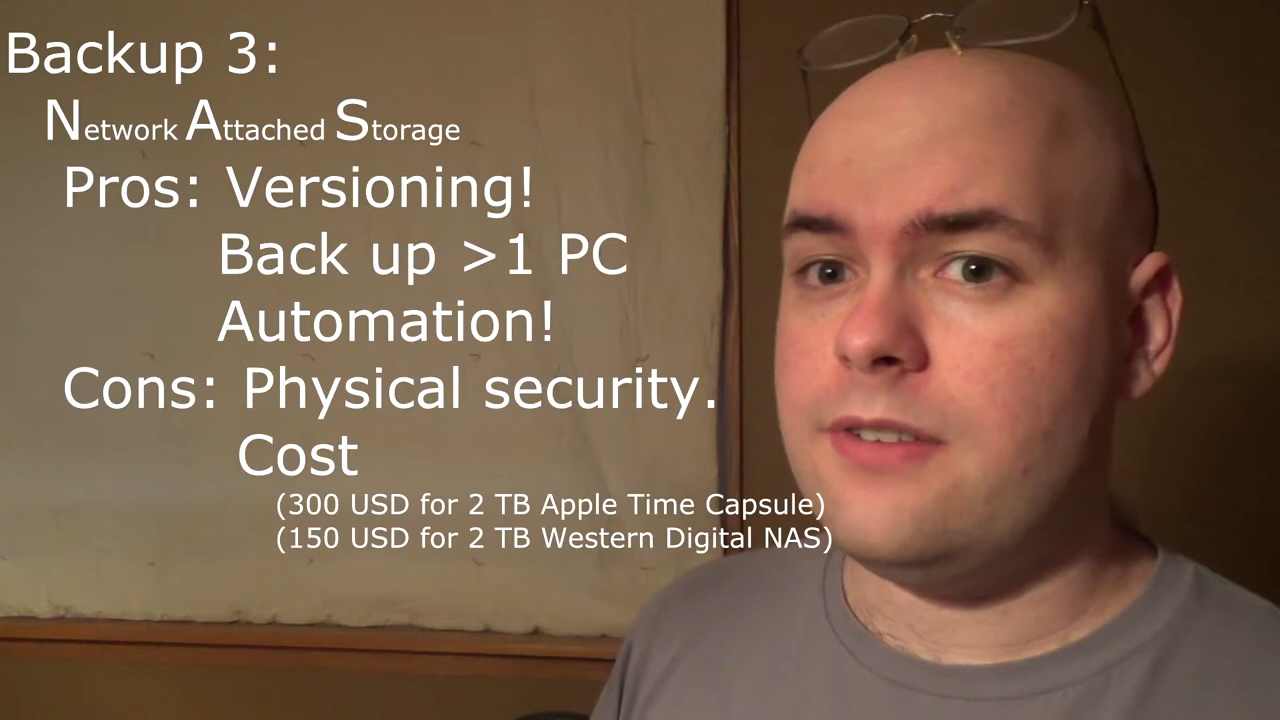 Backup 3:
Network Attached Storage
Pros: Versioning!
Back up >1 PC
Automation!
Cons: Physical security.
Cost
(300 USD for 2 TB Apple Time Capsule)
(150 USD for 2 TB Western Digital NAS)